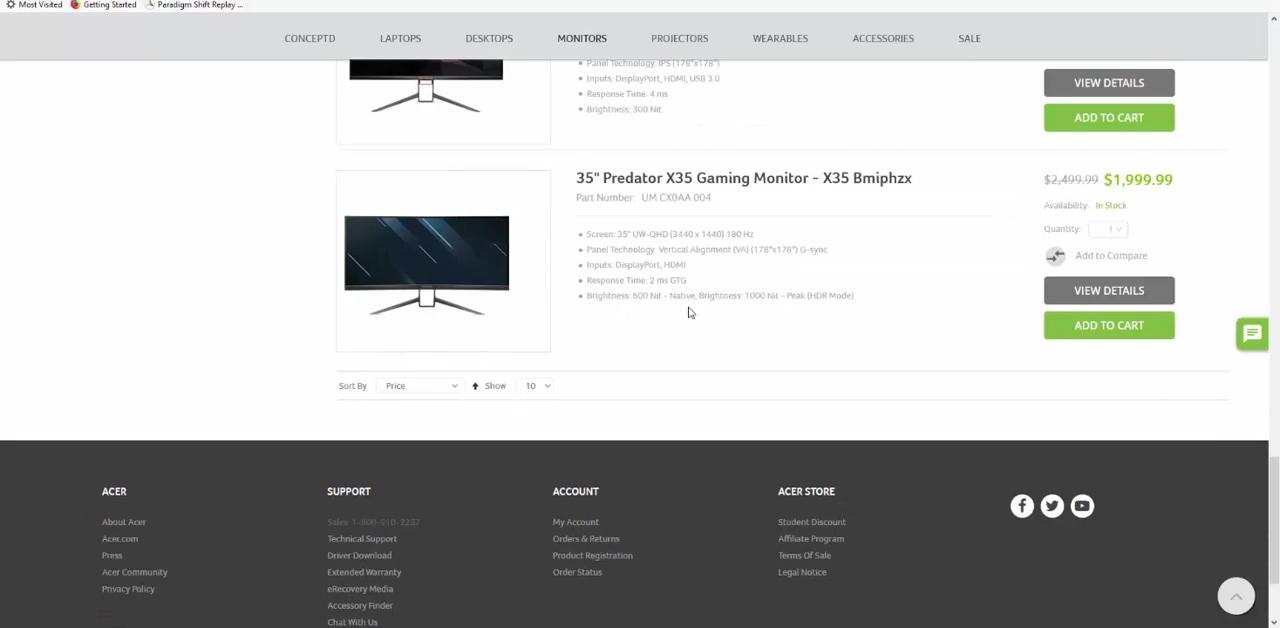 Most Visited Getting Started Paradigm Shift Replay ...
CONCEPTD LAPTOPS DESKTOPS MONITORS PROJECTORS WEARABLES ACCESSORIES SALE
Panel Technology: IPS (178°x178°)
Inputs: DisplayPort, HDMI, USB 3.0
Response Time: 4 ms
Brightness: 300 Nit
VIEW DETAILS
ADD TO CART
35" Predator X35 Gaming Monitor - X35 Bmiphzx
Part Number: UM CX0AA 004
Screen: 35" UW-QHD (3440 x 1440) 180 Hz
Panel Technology: Vertical Alignment (VA) (178°x178°) G-sync
Inputs: DisplayPort, HDMI
Response Time: 2 ms GTG
Brightness: 600 Nit - Native, Brightness: 1000 Nit - Peak (HDR Mode)
$2,499.99 $1,999.99
Availability: In Stock
Quantity: 1
Add to Compare
VIEW DETAILS
ADD TO CART
Sort By Price Show 10
ACER
About Acer
Acer.com
Press
Acer Community
Privacy Policy
SUPPORT
Sales 1-800-910-2237
Technical Support
Driver Download
Extended Warranty
eRecovery Media
Accessory Finder
Chat With Us
ACCOUNT
My Account
Orders & Returns
Product Registration
Order Status
ACER STORE
Student Discount
Affiliate Program
Terms Of Sale
Legal Notice